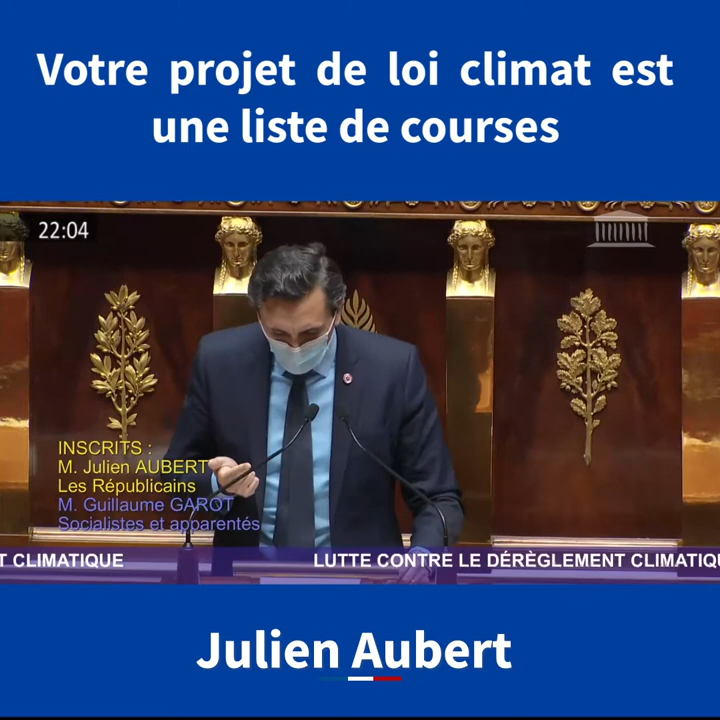 Votre projet de loi climat est
une liste de courses
22:04
INSCRITS :
M. Julien AUBERT
Les Républicains
M. Guillaume GAROT
Socialistes et apparentés
T CLIMATIQUE LUTTE CONTRE LE DÉRÈGLEMENT CLIMATIQU
Julien Aubert